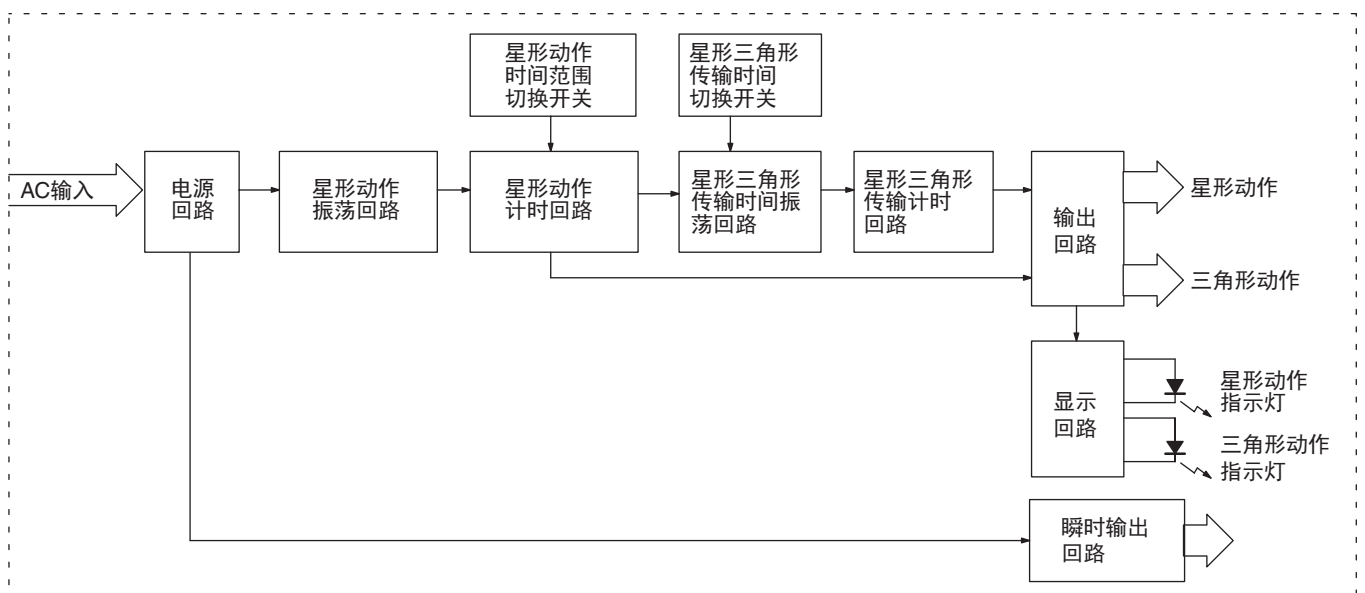 星形动作
时间范围
切换开关
星形三角形
传输时间
切换开关
AC输入
电源
回路
星形动作
振荡回路
星形动作
计时回路
星形三角形
传输时间振
荡回路
星形三角形
传输计时
回路
输出
回路
星形动作
三角形动作
显示
回路
星形动作
指示灯
三角形动作
指示灯
瞬时输出
回路